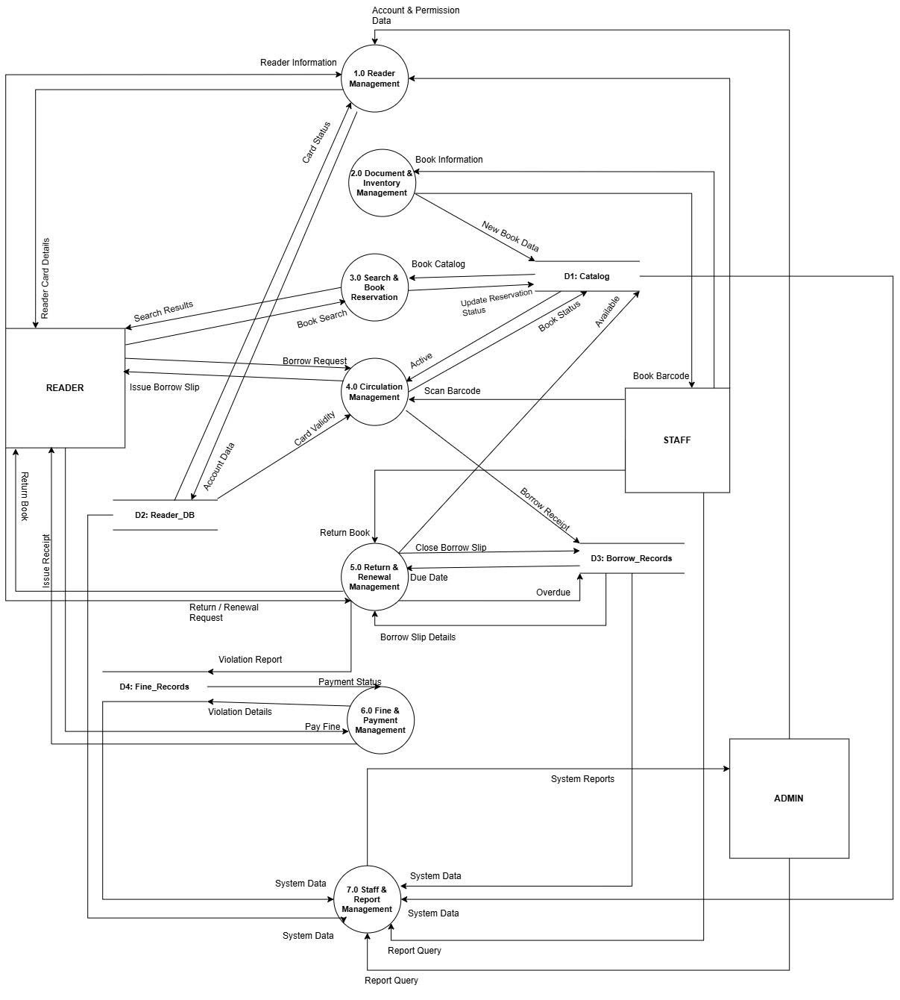 Account & Permission
Data
Reader Information
1.0 Reader
Management
Card Status
Book Information
2.0 Document &
Inventory
Management
New Book Data
Reader Card Details
Book Catalog
3.0 Search &
Book
Reservation
D1: Catalog
Update Reservation
Status
Search Results
Book Search
Book Status
Available
Borrow Request
Active
Issue Borrow Slip
READER
4.0 Circulation
Management
Scan Barcode
Book Barcode
STAFF
Card Validity
Account Data
Return Book
D2: Reader_DB
Borrow Receipt
Issue Receipt
Return Book
Close Borrow Slip
5.0 Return &
Renewal
Management
Due Date
D3: Borrow_Records
Overdue
Return / Renewal
Request
Borrow Slip Details
Violation Report
D4: Fine_Records
Payment Status
Violation Details
6.0 Fine &
Payment
Management
Pay Fine
System Reports
ADMIN
System Data
System Data
7.0 Staff &
Report
Management
System Data
System Data
Report Query
Report Query